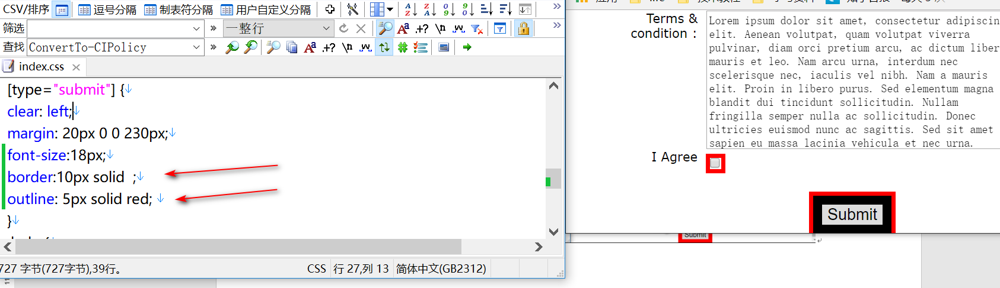 CSV/排序 逗号分隔 制表符分隔 用户自定义分隔
筛选 一整行
查找 ConvertTo-CIPolicy
index.css
[type="submit"] {
clear: left;
margin: 20px 0 0 230px;
font-size:18px;
border:10px solid ;
outline: 5px solid red;
}
727 字节(727字节),39行。 CSS 行 27,列 13 简体中文(GB2312)
Terms &
condition :
Lorem ipsum dolor sit amet, consectetur adipiscin
elit. Aenean volutpat, quam volutpat viverra
pulvinar, diam orci pretium arcu, ac dictum liber
mauris et leo. Nam arcu urna, interdum nec
scelerisque nec, iaculis vel nibh. Nam a mauris
elit. Proin in libero purus. Sed elementum magna
blandit dui tincidunt sollicitudin. Nullam
fringilla semper nulla ac sollicitudin. Donec
ultricies euismod nunc ac sagittis. Sed sit amet
sapien eu massa lacinia vehicula et nec urna.
I Agree
Submit
Submit